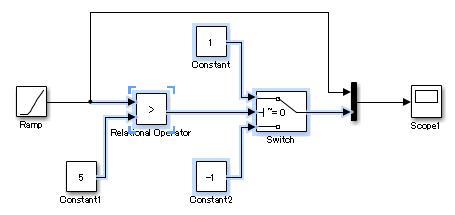 1
Constant
>
~= 0
Ramp
Relational Operator
Switch
Scope1
5
-1
Constant1
Constant2